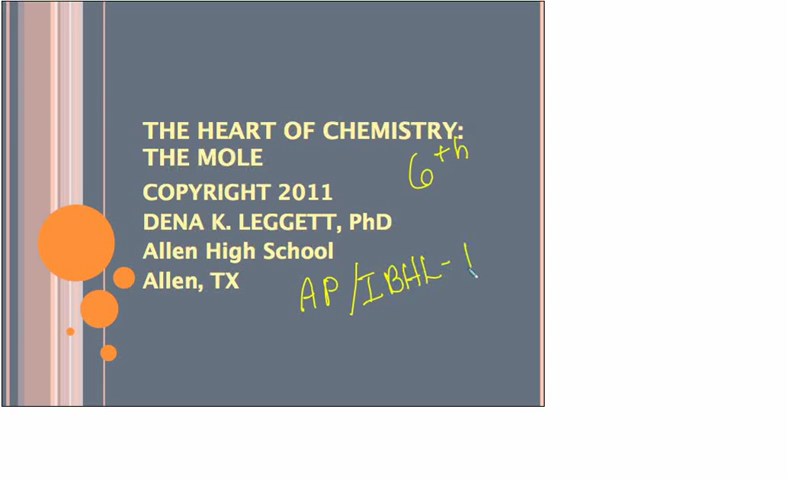 THE HEART OF CHEMISTRY:
THE MOLE
6th
COPYRIGHT 2011
DENA K. LEGGETT, PhD
Allen High School
Allen, TX
AP/IBHL-1